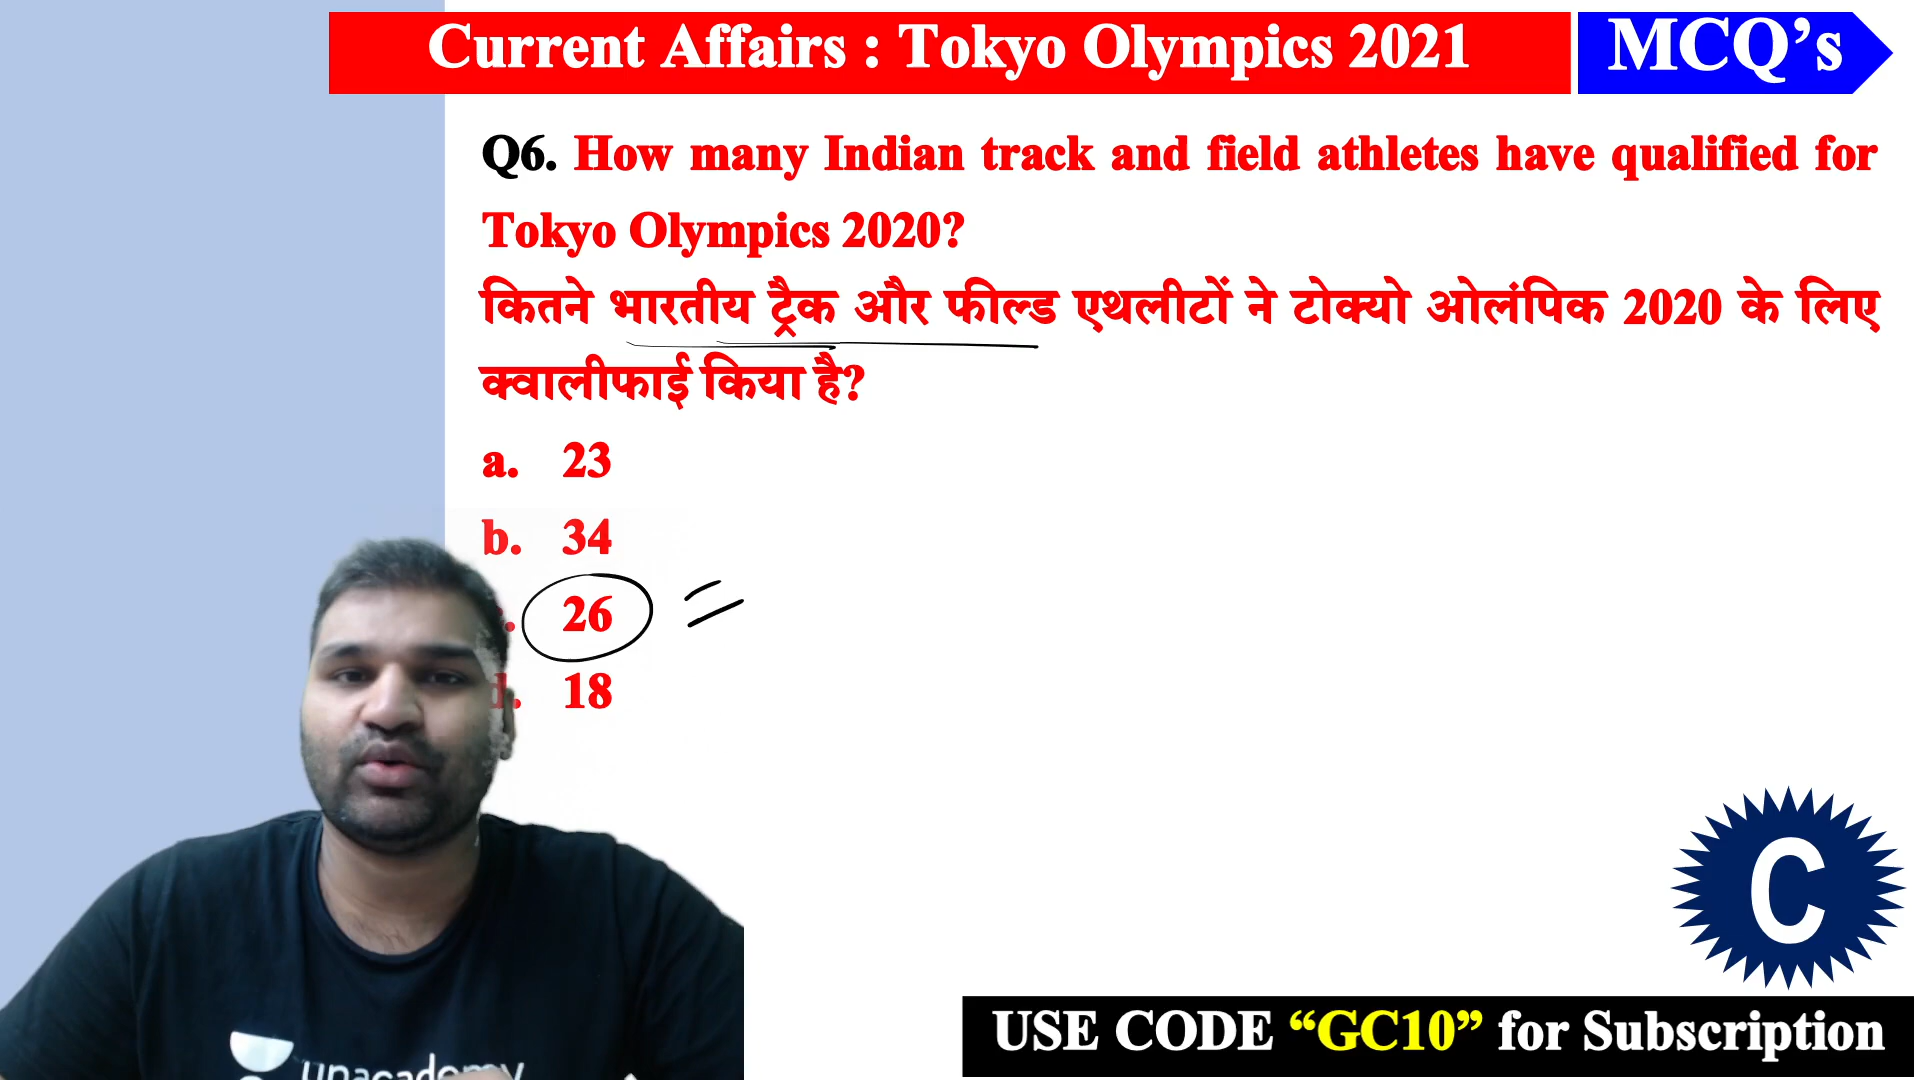 Current Affairs : Tokyo Olympics 2021
MCQ’s
Q6. How many Indian track and field athletes have qualified for
Tokyo Olympics 2020?
कितने भारतीय ट्रैक और फील्ड एथलीटों ने टोक्यो ओलंपिक 2020 के लिए
क्वालीफाई किया है?
a. 23
b. 34
26 =
d. 18
C
unacademy
USE CODE “GC10” for Subscription